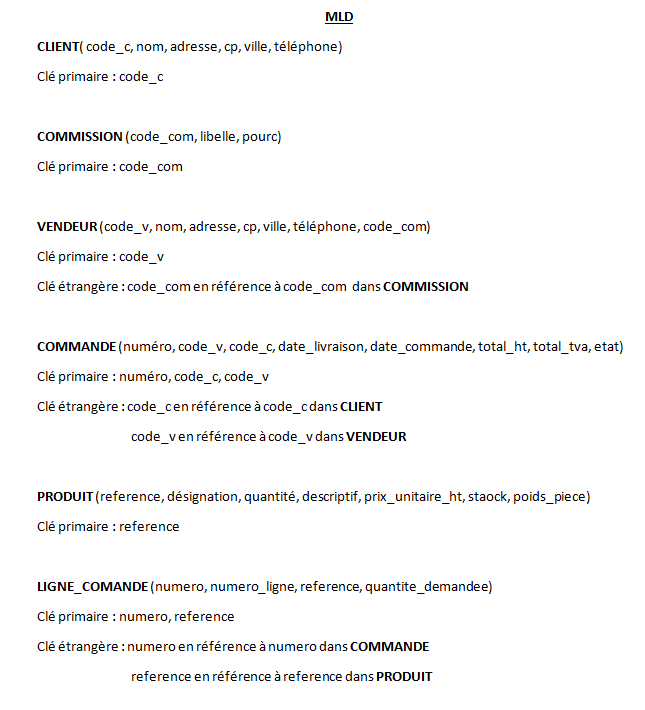 MLD
CLIENT( code_c, nom, adresse, cp, ville, téléphone)
Clé primaire : code_c
COMMISSION (code_com, libelle, pourc)
Clé primaire : code_com
VENDEUR (code_v, nom, adresse, cp, ville, téléphone, code_com)
Clé primaire : code_v
Clé étrangère : code_com en référence à code_com dans COMMISSION
COMMANDE (numéro, code_v, code_c, date_livraison, date_commande, total_ht, total_tva, etat)
Clé primaire : numéro, code_c, code_v
Clé étrangère : code_c en référence à code_c dans CLIENT
code_v en référence à code_v dans VENDEUR
PRODUIT (reference, désignation, quantité, descriptif, prix_unitaire_ht, staock, poids_piece)
Clé primaire : reference
LIGNE_COMANDE (numero, numero_ligne, reference, quantite_demandee)
Clé primaire : numero, reference
Clé étrangère : numero en référence à numero dans COMMANDE
reference en référence à reference dans PRODUIT